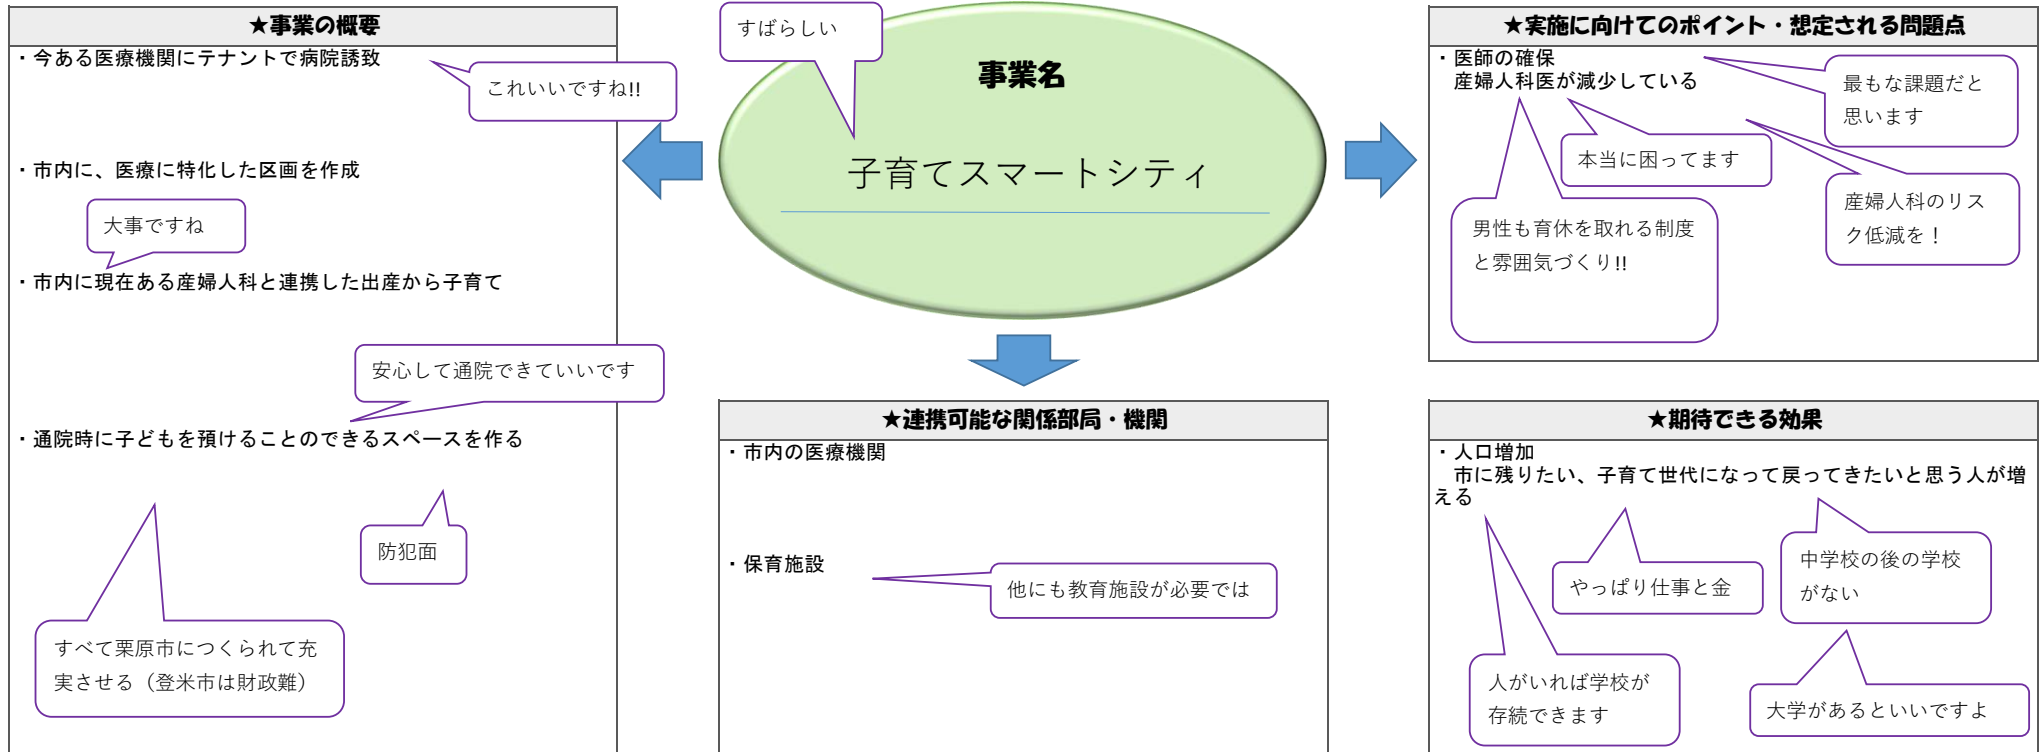 ★事業の概要
・今ある医療機関にテナントで病院誘致
これいいですね!!
・市内に、医療に特化した区画を作成
大事ですね
・市内に現在ある産婦人科と連携した出産から子育て
安心して通院できていいです
・通院時に子どもを預けることのできるスペースを作る
防犯面
すべて栗原市につくられて充
実させる（登米市は財政難）
すばらしい
事業名
子育てスマートシティ
★連携可能な関係部局・機関
・市内の医療機関
・保育施設
他にも教育施設が必要では
★実施に向けてのポイント・想定される問題点
・医師の確保
産婦人科医が減少している
最もな課題だと
思います
本当に困ってます
産婦人科のリス
ク低減を！
男性も育休を取れる制度
と雰囲気づくり!!
★期待できる効果
・人口増加
市に残りたい、子育て世代になって戻ってきたいと思う人が増
える
やっぱり仕事と金
中学校の後の学校
がない
人がいれば学校が
存続できます
大学があるといいですよ